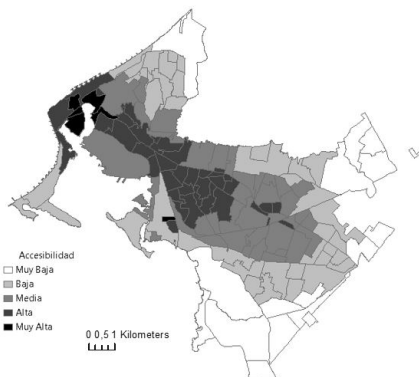 Accesibilidad
Muy Baja
Baja
Media
Alta
Muy Alta
0 0,5 1 Kilometers